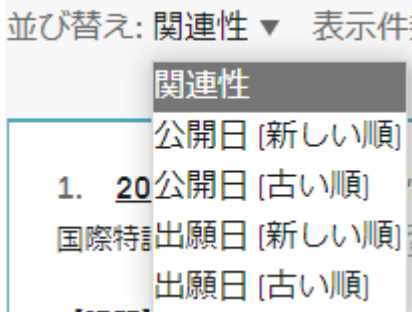 並び替え: 関連性 ▼ 表示件
関連性
公開日 [新しい順]
1. 20
公開日 [古い順]
国際特
出願日 [新しい順]
出願日 [古い順]